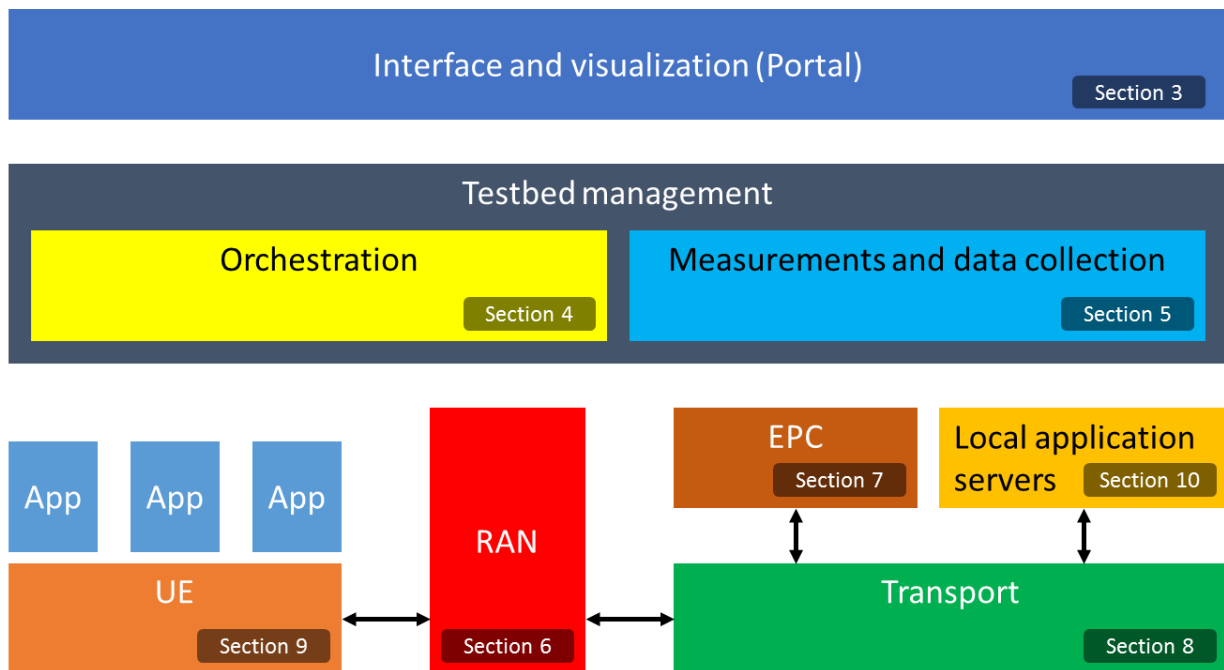 Interface and visualization (Portal)
Section 3
Testbed management
Orchestration
Section 4
Measurements and data collection
Section 5
App
App
App
UE
Section 9
RAN
Section 6
EPC
Section 7
Local application
servers
Section 10
Transport
Section 8